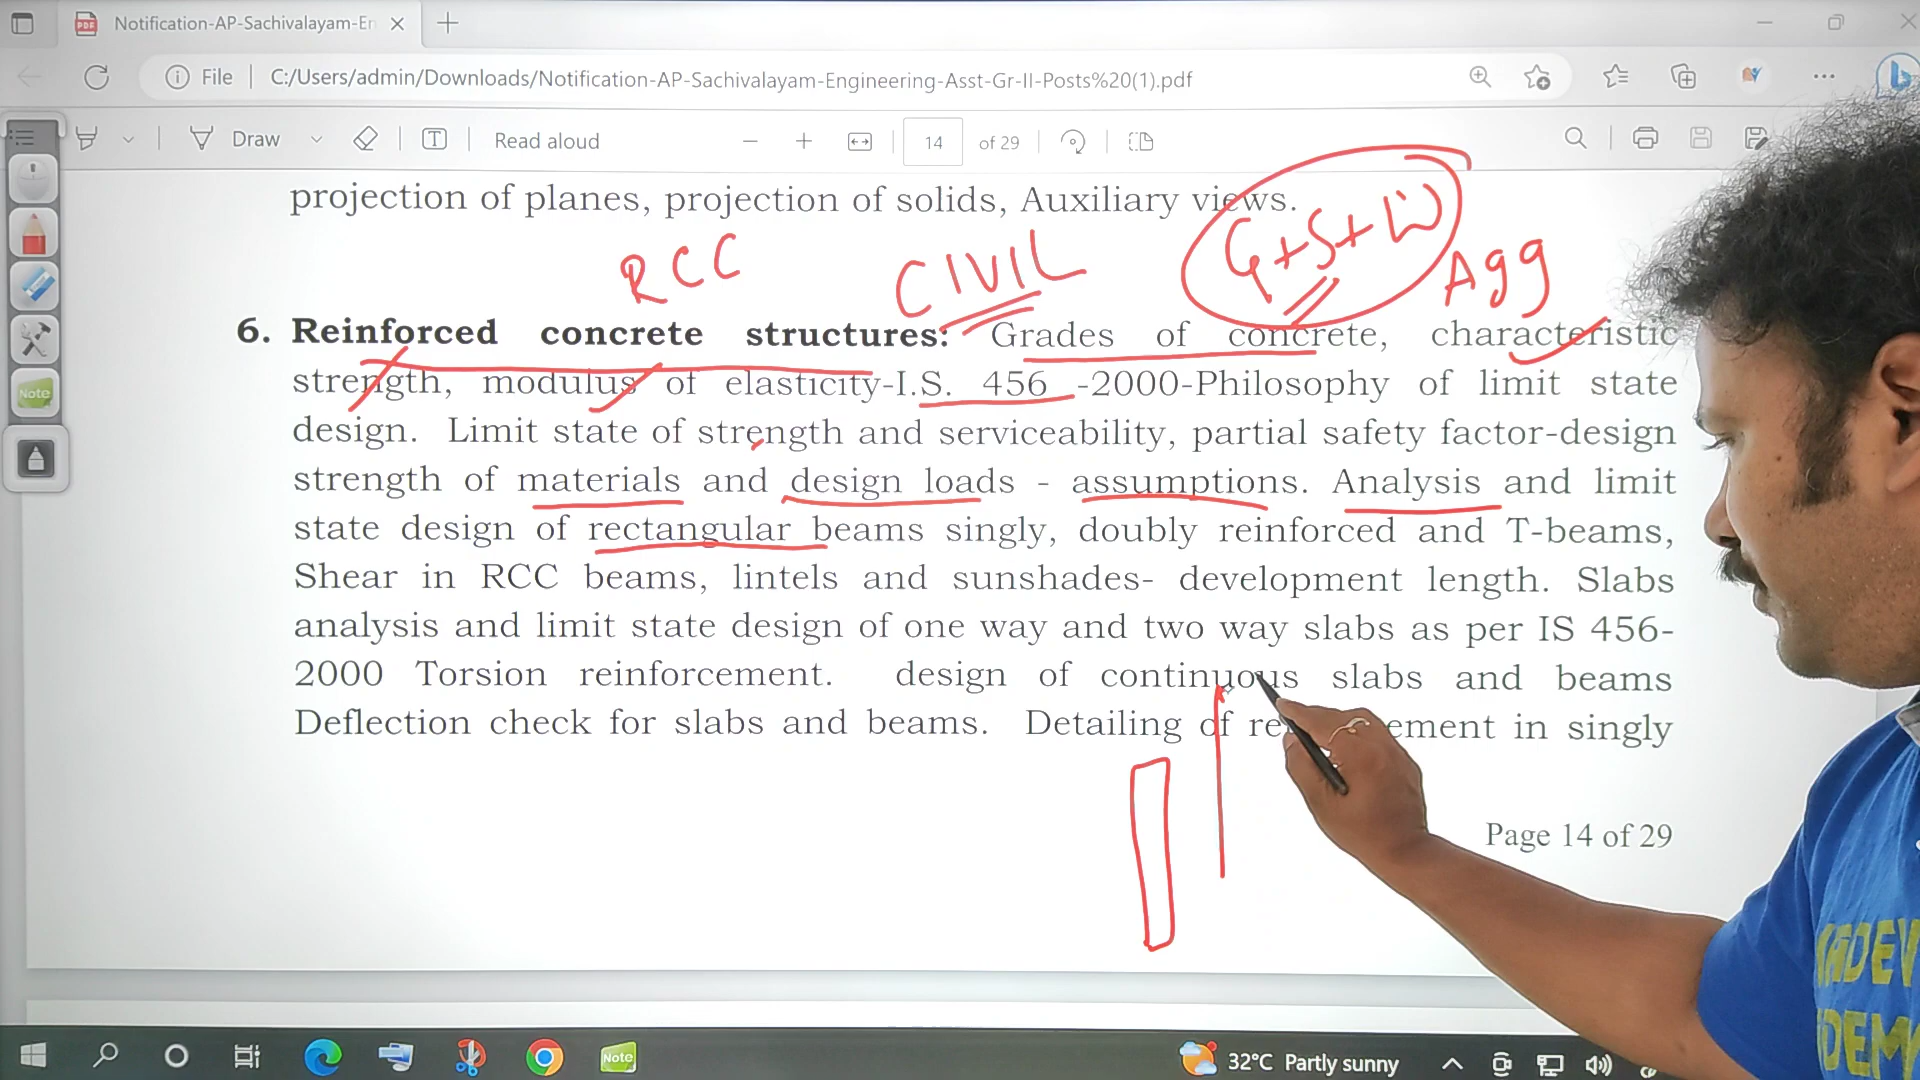 Notification-AP-Sachivalayam-En
File C:/Users/admin/Downloads/Notification-AP-Sachivalayam-Engineering-Asst-Gr-II-Posts%20(1).pdf
Draw Read aloud 14 of 29
projection of planes, projection of solids, Auxiliary views.
RCC CIVIL G+S+W Agg
6. Reinforced concrete structures: Grades of concrete, characteristic
strength, modulus of elasticity-I.S. 456 -2000-Philosophy of limit state
design. Limit state of strength and serviceability, partial safety factor-design
strength of materials and design loads - assumptions. Analysis and limit
state design of rectangular beams singly, doubly reinforced and T-beams,
Shear in RCC beams, lintels and sunshades- development length. Slabs
analysis and limit state design of one way and two way slabs as per IS 456-
2000 Torsion reinforcement. design of continuous slabs and beams
Deflection check for slabs and beams. Detailing of re ement in singly
Page 14 of 29
Note
Note
32°C Partly sunny